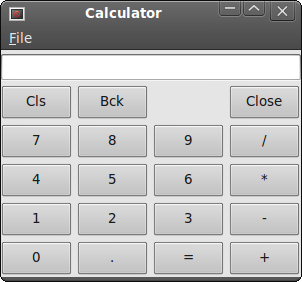 Calculator
File
Cls Bck Close
7 8 9 /
4 5 6 *
1 2 3 -
0 . = +